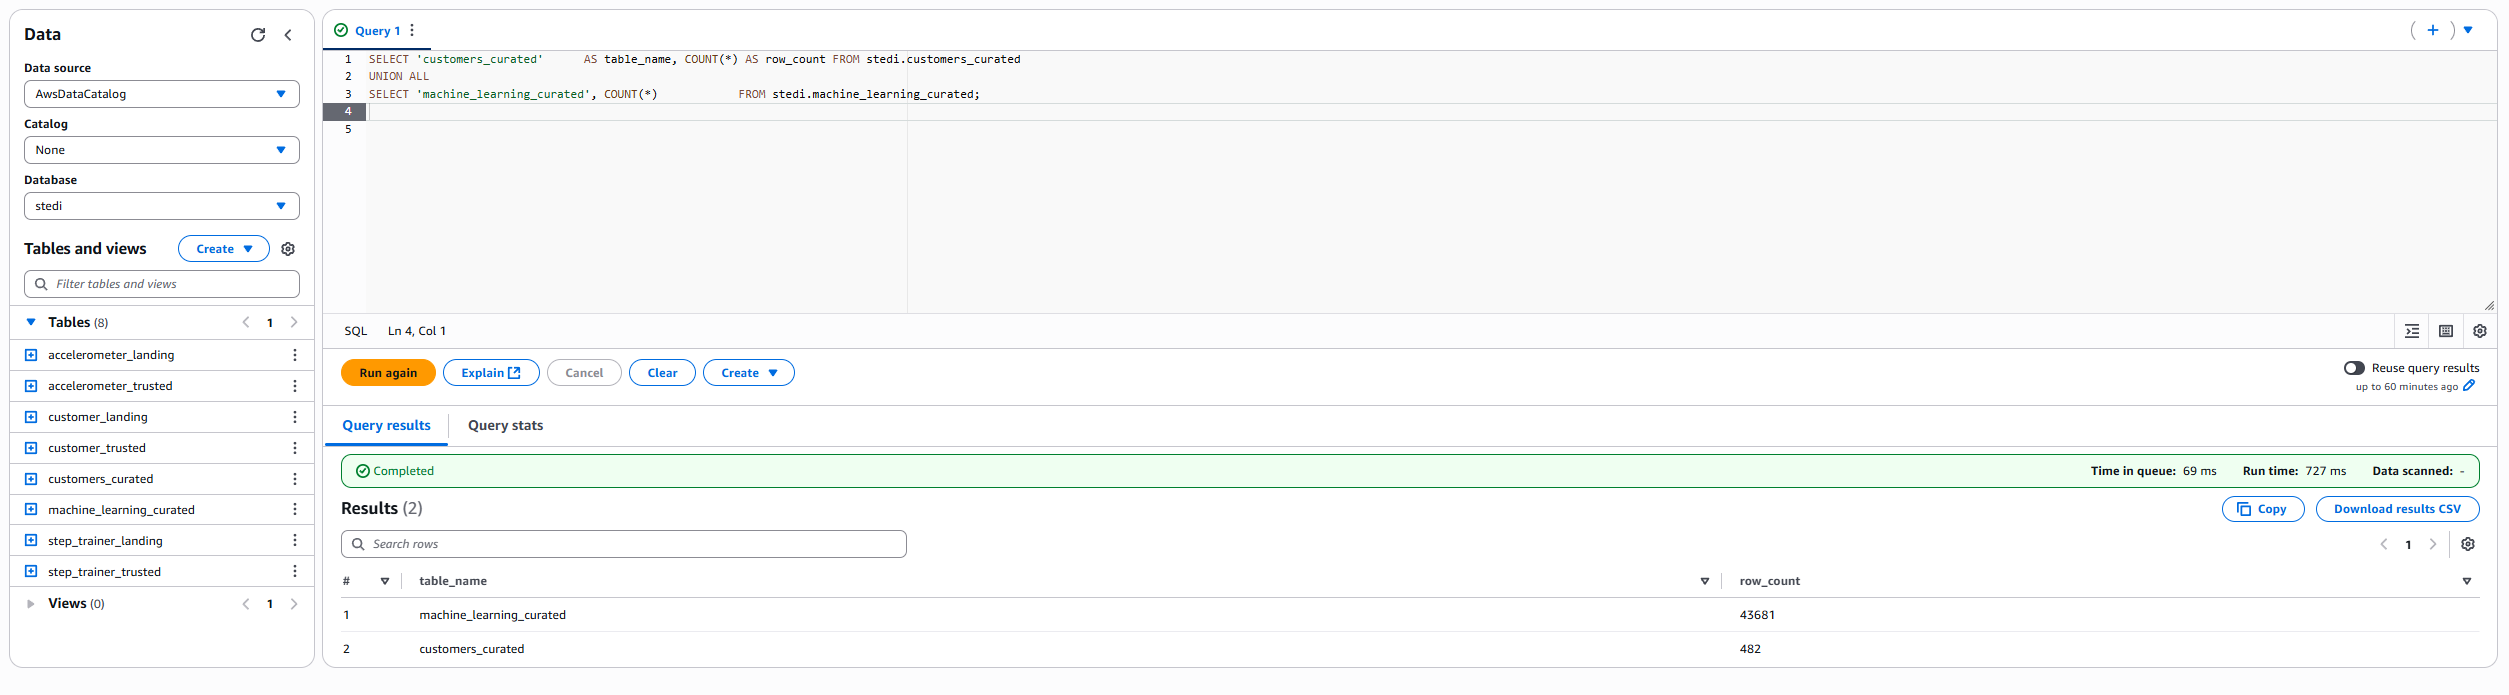 Data
Data source
AwsDataCatalog
Catalog
None
Database
stedi
Tables and views
Create
Filter tables and views
Tables (8)
1
accelerometer_landing
accelerometer_trusted
customer_landing
customer_trusted
customers_curated
machine_learning_curated
step_trainer_landing
step_trainer_trusted
Views (0)
1
Query 1
1 SELECT 'customers_curated'      AS table_name, COUNT(*) AS row_count FROM stedi.customers_curated
2 UNION ALL
3 SELECT 'machine_learning_curated', COUNT(*)            FROM stedi.machine_learning_curated;
4
5
SQL Ln 4, Col 1
Run again Explain Cancel Clear Create
Reuse query results
up to 60 minutes ago
Query results Query stats
Completed Time in queue: 69 ms Run time: 727 ms Data scanned: -
Results (2) Copy Download results CSV
Search rows 1
# table_name row_count
1 machine_learning_curated 43681
2 customers_curated 482